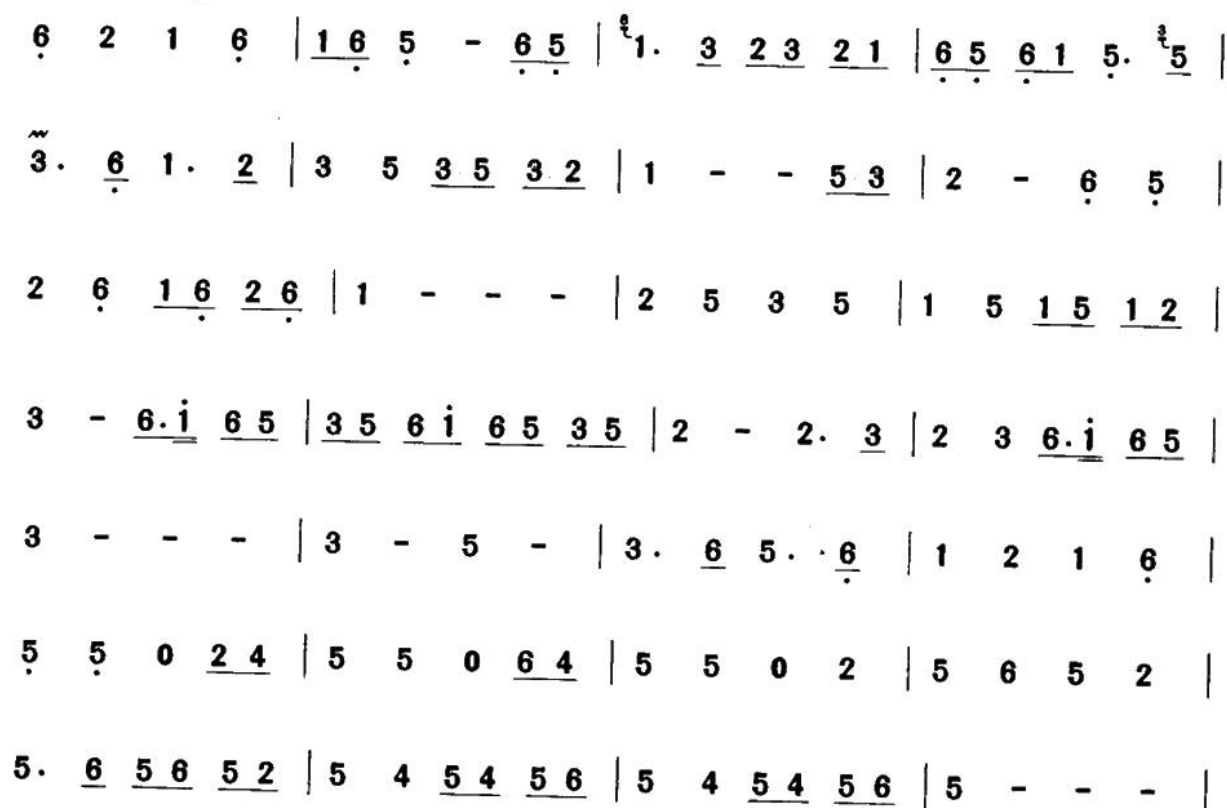 6̣ 2 1 6̣ | 1 6̣ 5̣ - 6̣ 5̣ | ⁶1. 3 2 3 2 1 | 6̣ 5̣ 6̣ 1 5̣. ³5 |
3. 6̣ 1. 2 | 3 5 3 5 3 2 | 1 - - 5 3 | 2 - 6̣ 5̣ |
2 6̣ 1 6̣ 2 6̣ | 1 - - - | 2 5 3 5 | 1 5 1 5 1 2 |
3 - 6. 1̇ 6 5 | 3 5 6 1̇ 6 5 3 5 | 2 - 2. 3 | 2 3 6. 1̇ 6 5 |
3 - - - | 3 - 5 - | 3. 6 5. 6̣ | 1 2 1 6̣ |
5̣ 5̣ 0 2 4 | 5 5 0 6 4 | 5 5 0 2 | 5 6 5 2 |
5. 6 5 6 5 2 | 5 4 5 4 5 6 | 5 4 5 4 5 6 | 5 - - - |